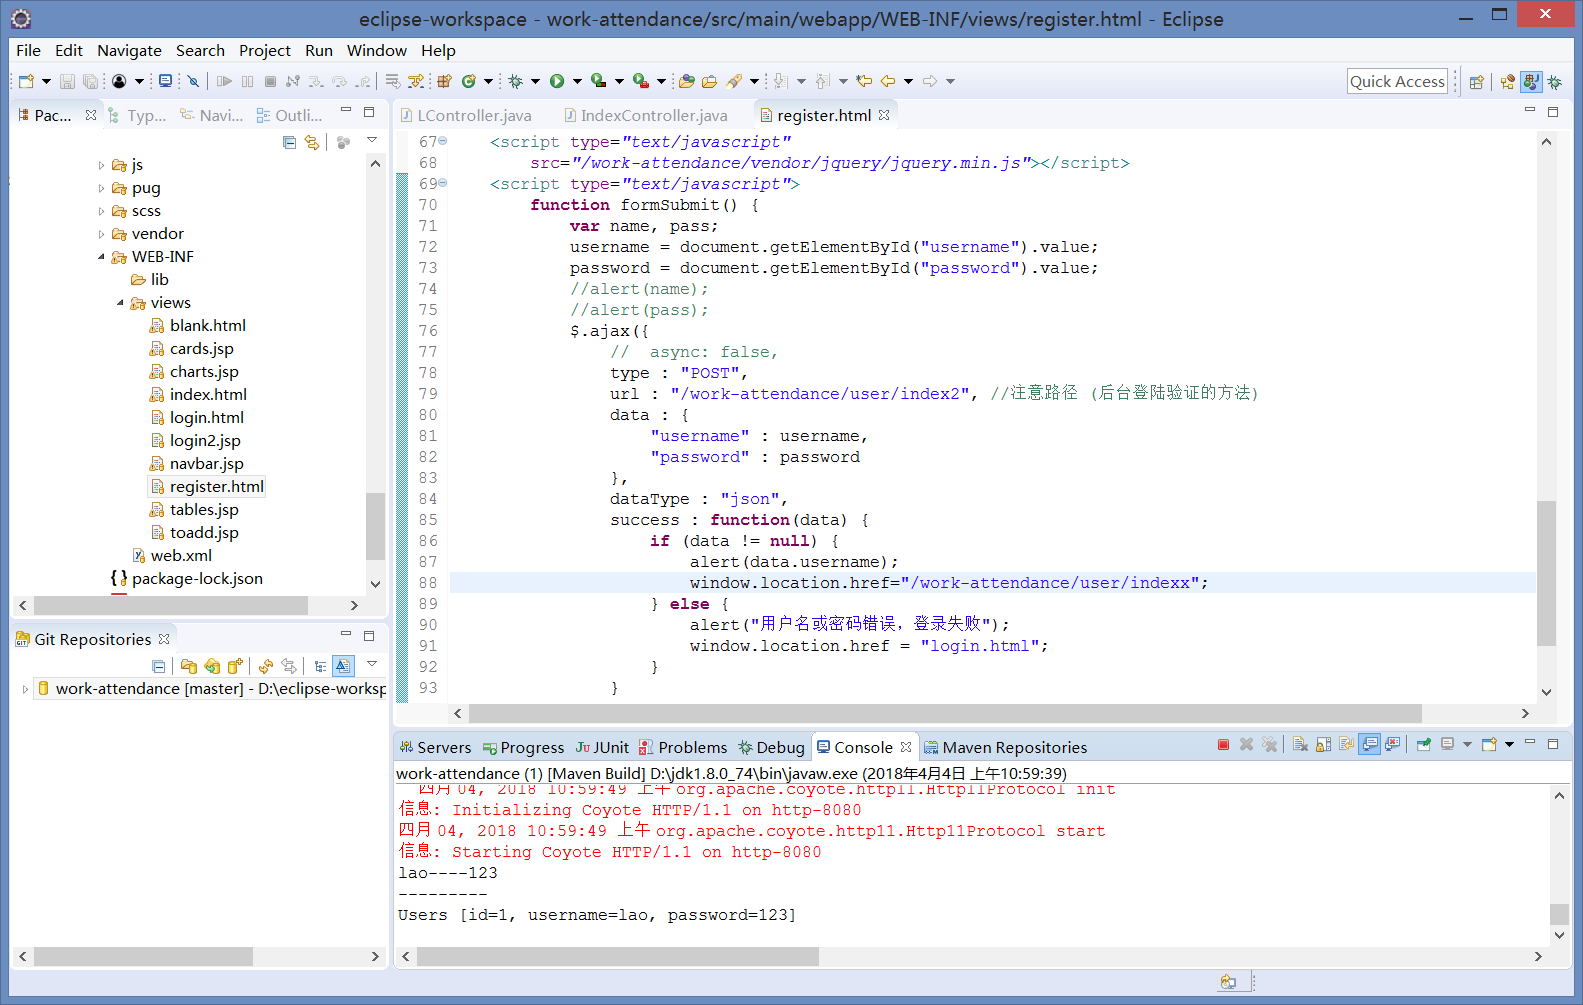 eclipse-workspace - work-attendance/src/main/webapp/WEB-INF/views/register.html - Eclipse
File Edit Navigate Search Project Run Window Help
Quick Access
Pac... Typ... Navi... Outli...
js
pug
scss
vendor
WEB-INF
lib
views
blank.html
cards.jsp
charts.jsp
index.html
login.html
login2.jsp
navbar.jsp
register.html
tables.jsp
toadd.jsp
web.xml
package-lock.json
Git Repositories
work-attendance [master] - D:\eclipse-worksp
LController.java IndexController.java register.html
67 <script type="text/javascript"
68 src="/work-attendance/vendor/jquery/jquery.min.js"></script>
69 <script type="text/javascript">
70 function formSubmit() {
71 var name, pass;
72 username = document.getElementById("username").value;
73 password = document.getElementById("password").value;
74 //alert(name);
75 //alert(pass);
76 $.ajax({
77 // async: false,
78 type : "POST",
79 url : "/work-attendance/user/index2", //注意路径 (后台登陆验证的方法)
80 data : {
81 "username" : username,
82 "password" : password
83 },
84 dataType : "json",
85 success : function(data) {
86 if (data != null) {
87 alert(data.username);
88 window.location.href="/work-attendance/user/indexx";
89 } else {
90 alert("用户名或密码错误，登录失败");
91 window.location.href = "login.html";
92 }
93 }
Servers Progress JUnit Problems Debug Console Maven Repositories
work-attendance (1) [Maven Build] D:\jdk1.8.0_74\bin\javaw.exe (2018年4月4日 上午10:59:39)
四月 04, 2018 10:59:49 上午 org.apache.coyote.http11.Http11Protocol init
信息: Initializing Coyote HTTP/1.1 on http-8080
四月 04, 2018 10:59:49 上午 org.apache.coyote.http11.Http11Protocol start
信息: Starting Coyote HTTP/1.1 on http-8080
lao----123
---------
Users [id=1, username=lao, password=123]